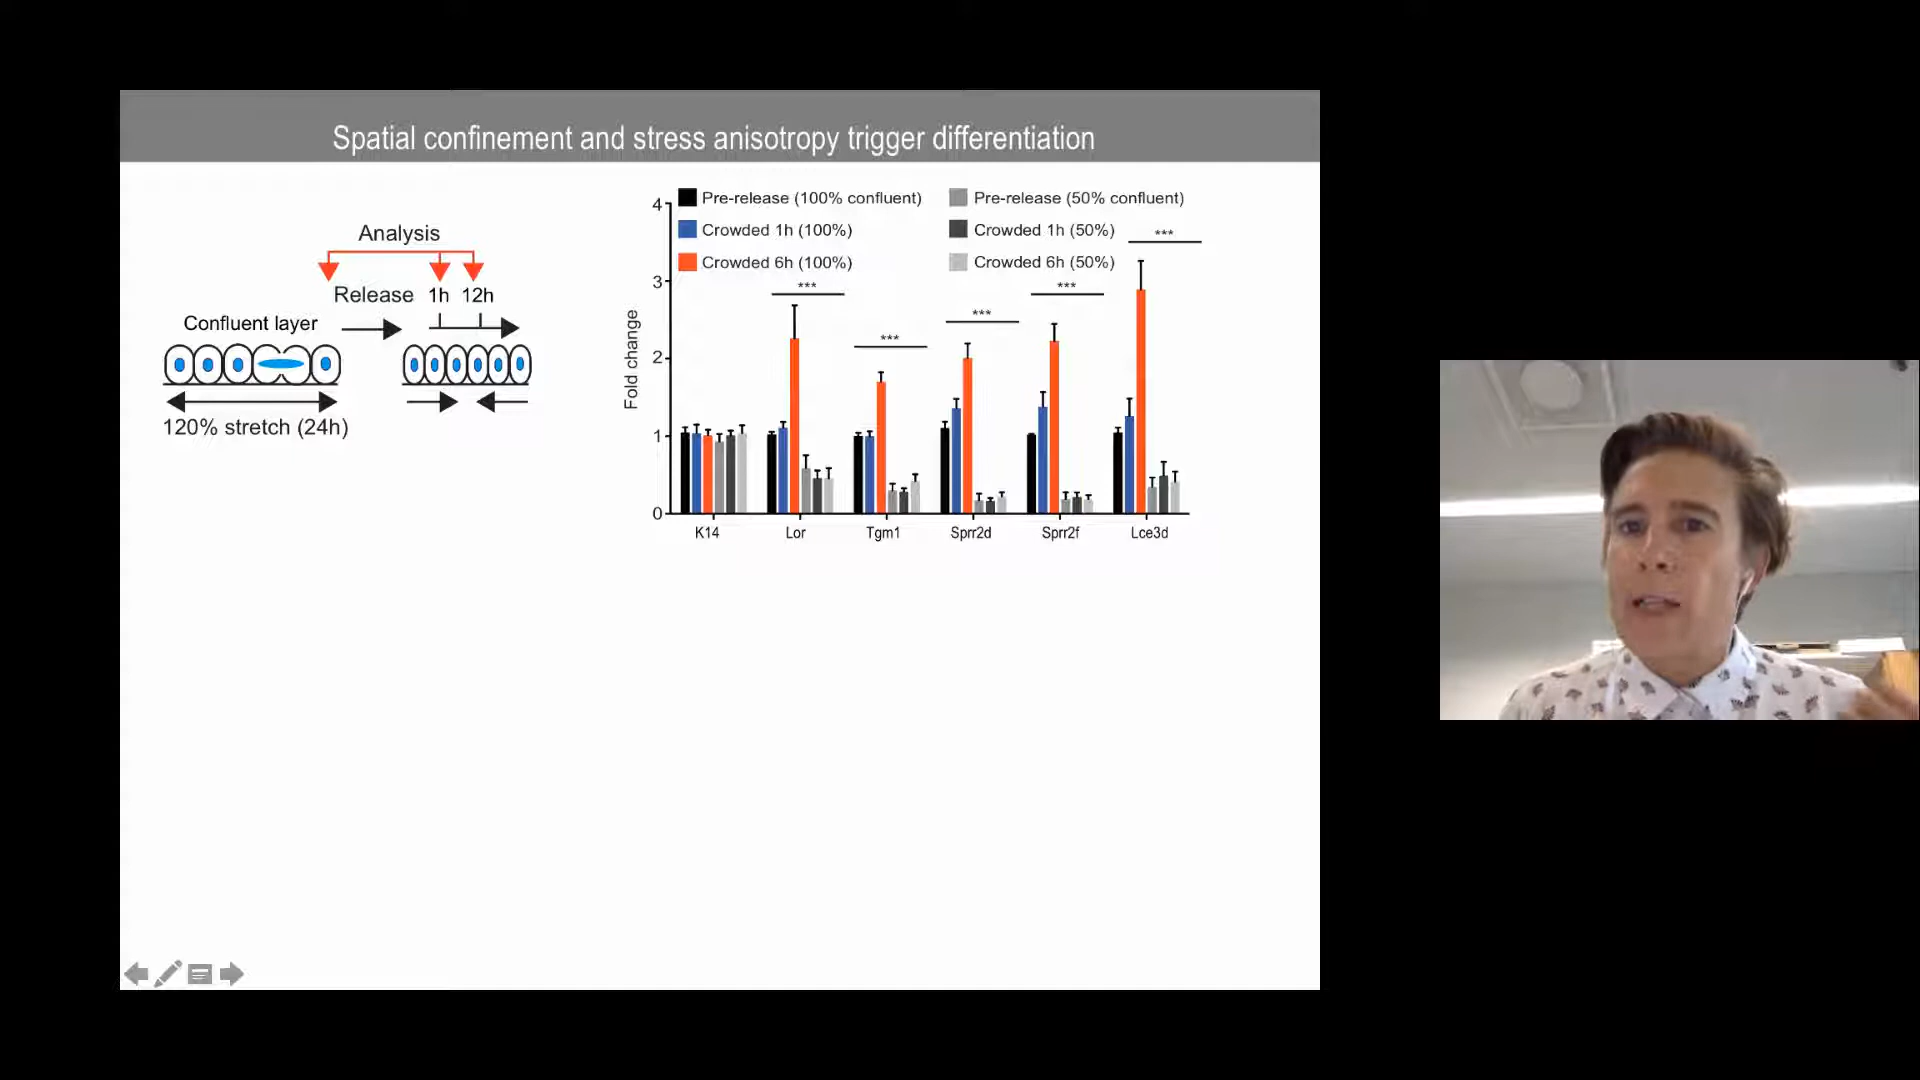 Spatial confinement and stress anisotropy trigger differentiation
Analysis
Release 1h 12h
Confluent layer
120% stretch (24h)
Pre-release (100% confluent)
Crowded 1h (100%)
Crowded 6h (100%)
Pre-release (50% confluent)
Crowded 1h (50%)
Crowded 6h (50%)
Fold change
4
3
2
1
0
***
***
***
***
***
K14 Lor Tgm1 Sprr2d Sprr2f Lce3d